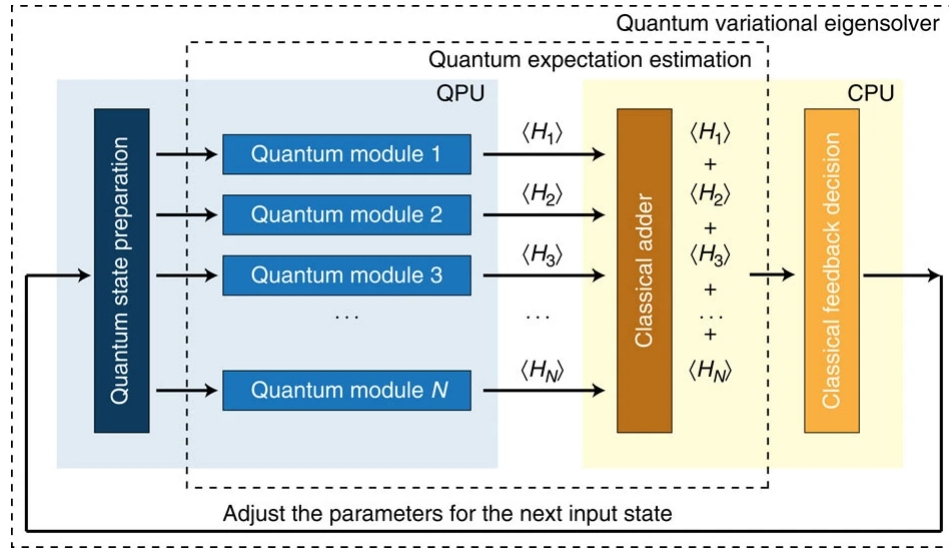 Quantum variational eigensolver
Quantum expectation estimation
QPU
CPU
Quantum state preparation
Quantum module 1
Quantum module 2
Quantum module 3
...
Quantum module N
⟨H₁⟩
⟨H₂⟩
⟨H₃⟩
...
⟨H_N⟩
Classical adder
⟨H₁⟩
+
⟨H₂⟩
+
⟨H₃⟩
+
...
+
⟨H_N⟩
Classical feedback decision
Adjust the parameters for the next input state